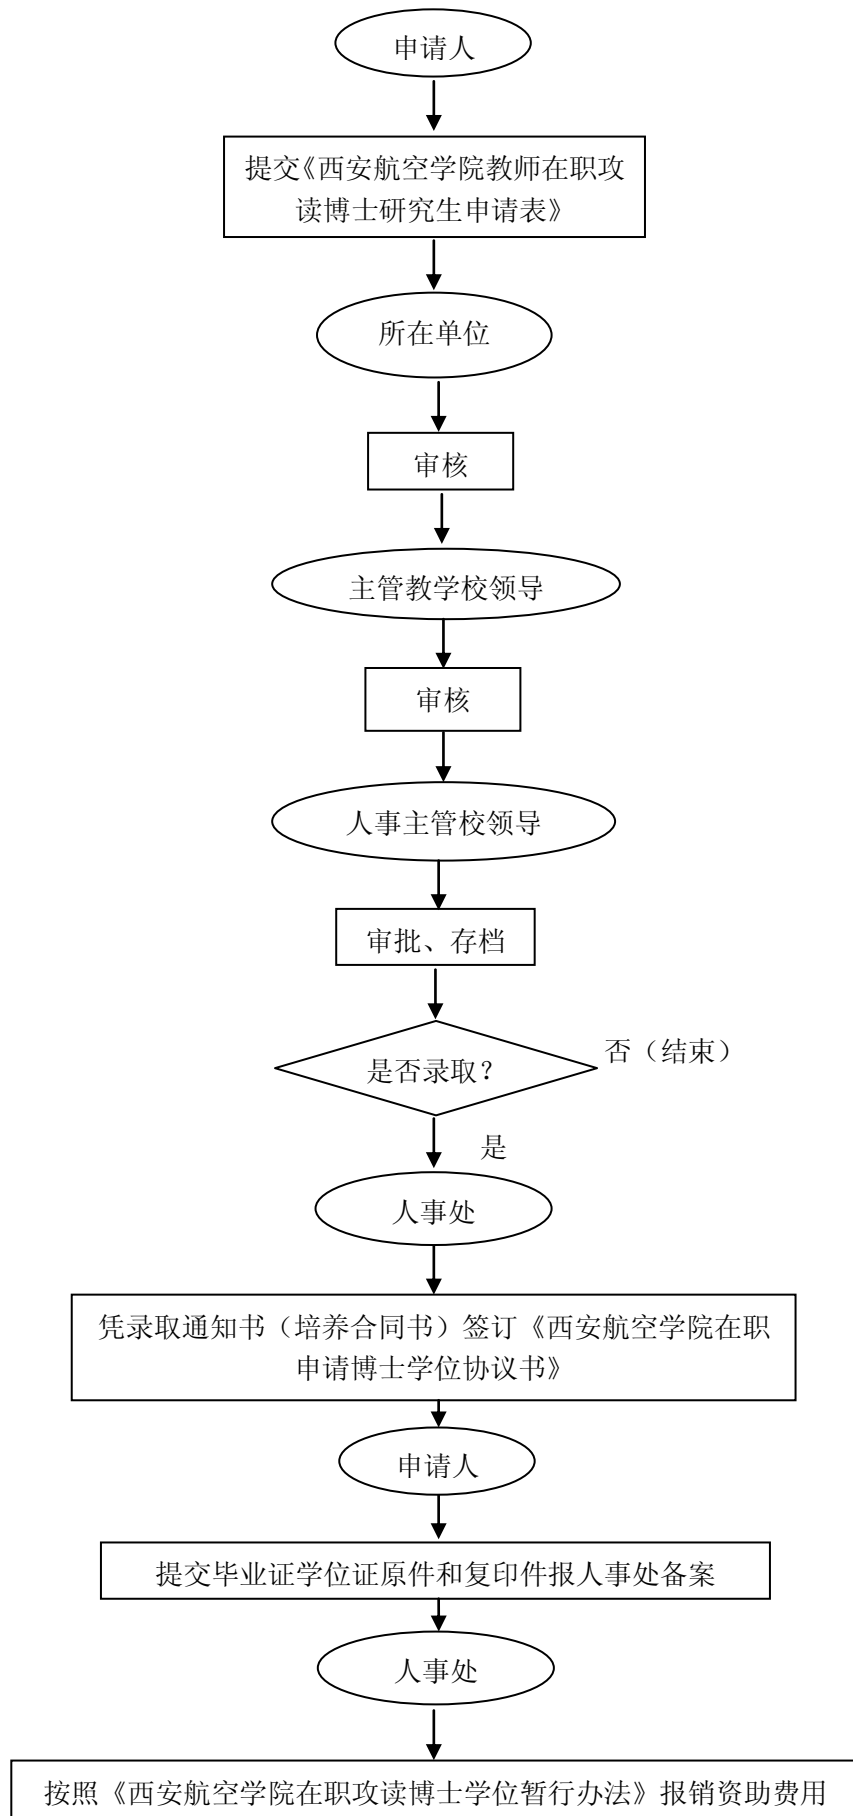 申请人
提交《西安航空学院教师在职攻
读博士研究生申请表》
所在单位
审核
主管教学校领导
审核
人事主管校领导
审批、存档
是否录取？
否（结束）
是
人事处
凭录取通知书（培养合同书）签订《西安航空学院在职
申请博士学位协议书》
申请人
提交毕业证学位证原件和复印件报人事处备案
人事处
按照《西安航空学院在职攻读博士学位暂行办法》报销资助费用